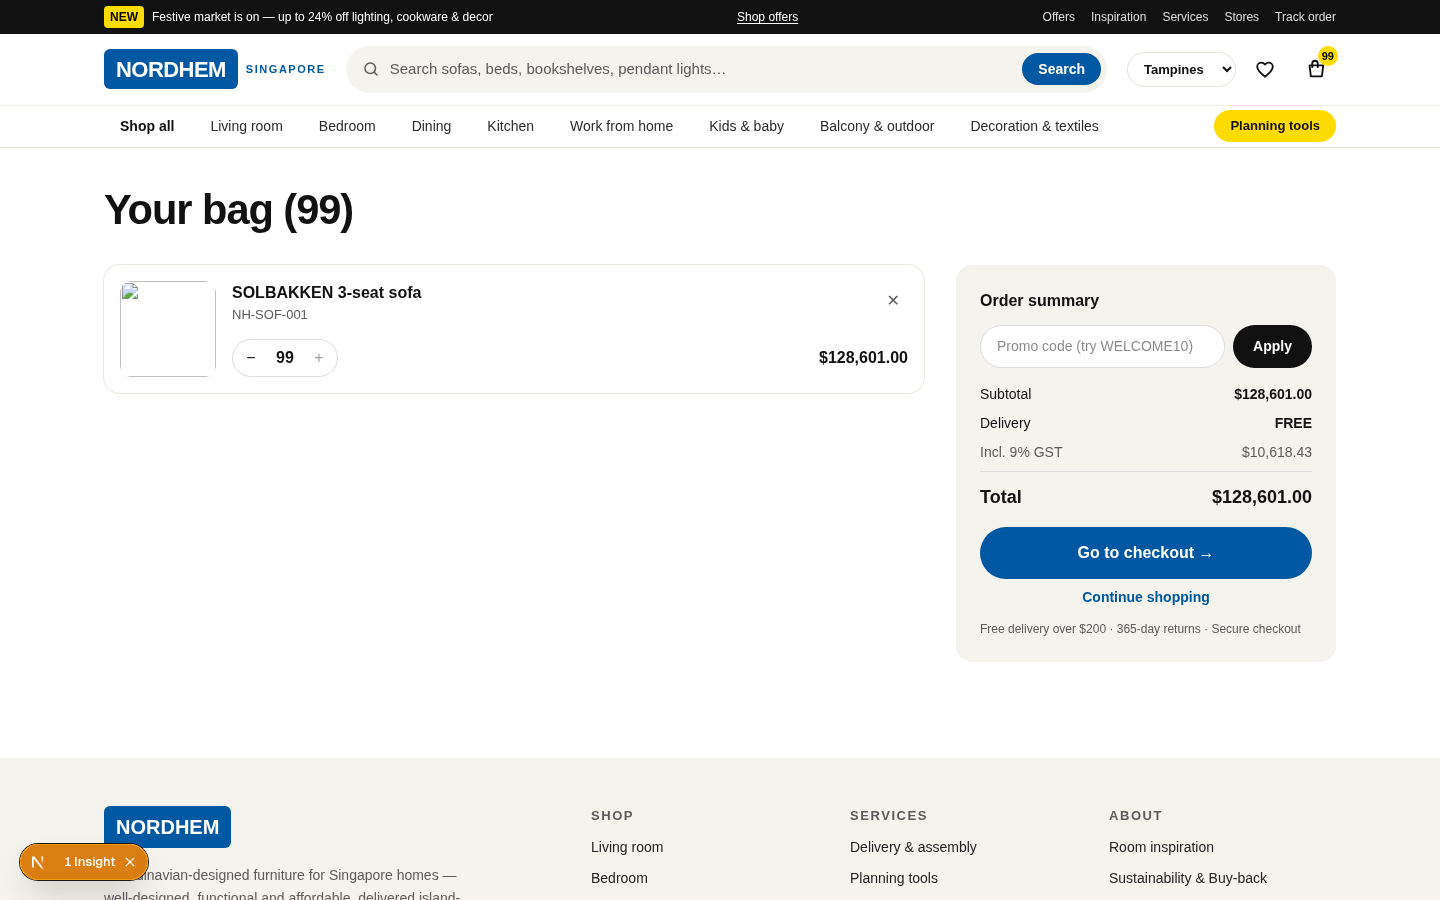 NEW Festive market is on — up to 24% off lighting, cookware & decor Shop offers Offers Inspiration Services Stores Track order
NORDHEM SINGAPORE Search sofas, beds, bookshelves, pendant lights… Search Tampines 99
Shop all Living room Bedroom Dining Kitchen Work from home Kids & baby Balcony & outdoor Decoration & textiles Planning tools
Your bag (99)
SOLBAKKEN 3-seat sofa
NH-SOF-001
− 99 + $128,601.00
Order summary
Promo code (try WELCOME10) Apply
Subtotal $128,601.00
Delivery FREE
Incl. 9% GST $10,618.43
Total $128,601.00
Go to checkout →
Continue shopping
Free delivery over $200 · 365-day returns · Secure checkout
NORDHEM SHOP SERVICES ABOUT
Living room Delivery & assembly Room inspiration
1 Insight
furniture for Singapore homes — Bedroom Planning tools Sustainability & Buy-back
well-designed, functional and affordable, delivered island-